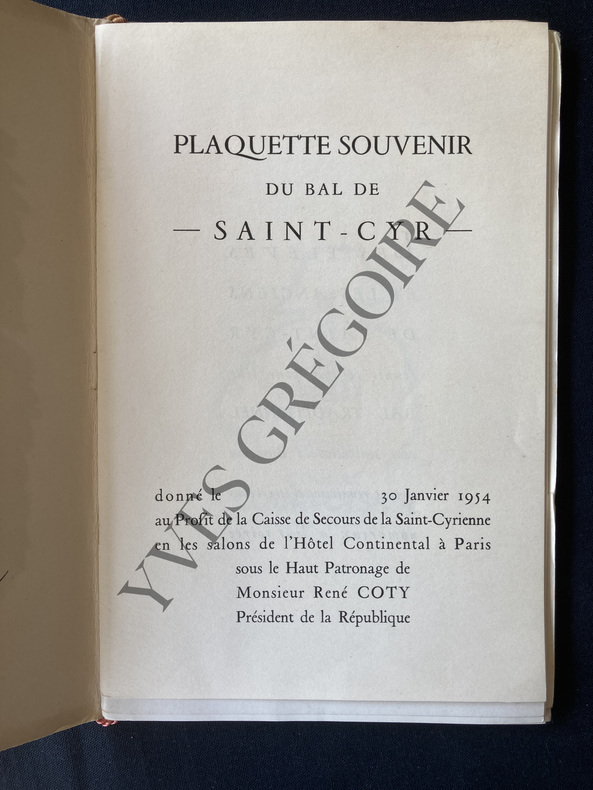 PLAQUETTE SOUVENIR
DU BAL DE
— SAINT-CYR —
donné le 30 Janvier 1954
au Profit de la Caisse de Secours de la Saint-Cyrienne
en les salons de l'Hôtel Continental à Paris
sous le Haut Patronage de
Monsieur René COTY
Président de la République
YVES GRÉGOIRE